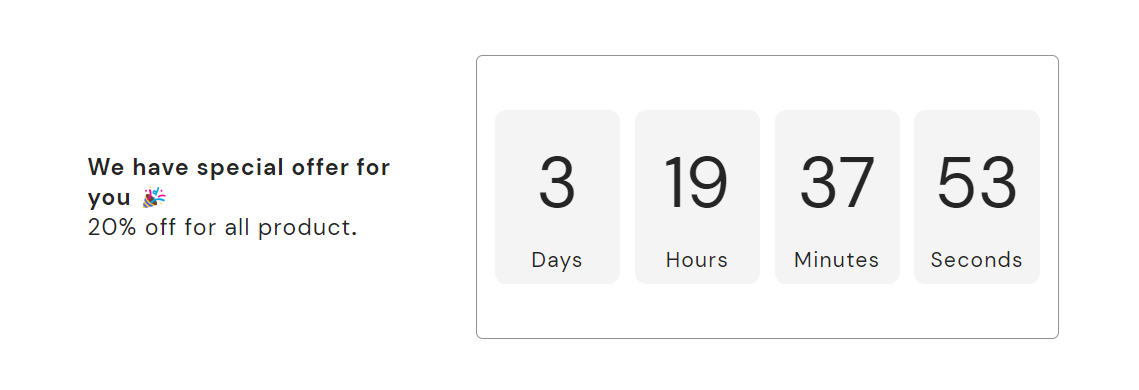 We have special offer for
you 🎉
20% off for all product.
3 19 37 53
Days Hours Minutes Seconds